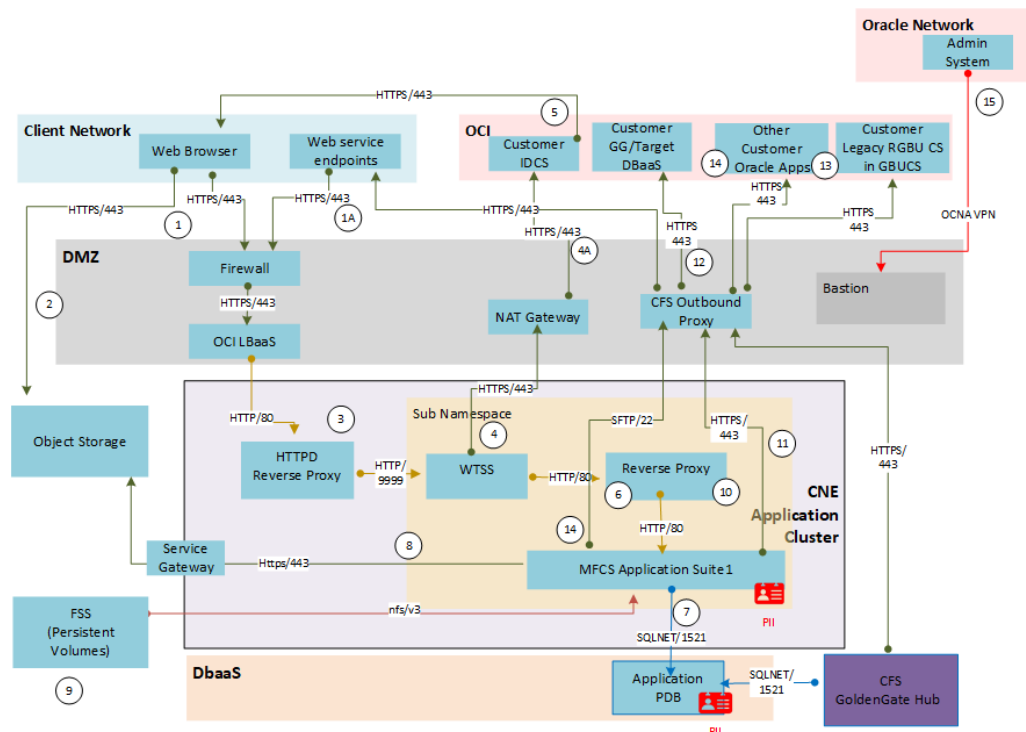 Oracle Network
Admin
System
15
HTTPS/443
5
OCI
Client Network
Web Browser
Web service
endpoints
Customer
IDCS
Customer
GG/Target
DBaaS
Other
Customer
Oracle Apps
Customer
Legacy RGBU CS
in GBUCS
14
13
HTTPS/443
HTTPS/443
HTTPS/443
HTTPS/443
HTTPS/443
HTTPS
443
HTTPS
443
HTTPS
443
OCNA VPN
1
1A
4A
12
DMZ
Firewall
Bastion
2
HTTPS/443
NAT Gateway
CFS Outbound
Proxy
OCI LBaaS
HTTPS/443
HTTP/80
3
Sub Namespace
SFTP/22
HTTPS/
443
4
11
Object Storage
HTTPD
Reverse Proxy
HTTP/
9999
WTSS
HTTP/80
Reverse Proxy
6
10
HTTPS/
443
CNE
Application
Cluster
HTTP/80
14
8
Service
Gateway
Https/443
MFCS Application Suite1
PII
FSS
(Persistent
Volumes)
nfs/v3
7
SQLNET/1521
9
DbaaS
Application
PDB
SQLNET/
1521
CFS
GoldenGate Hub
PII